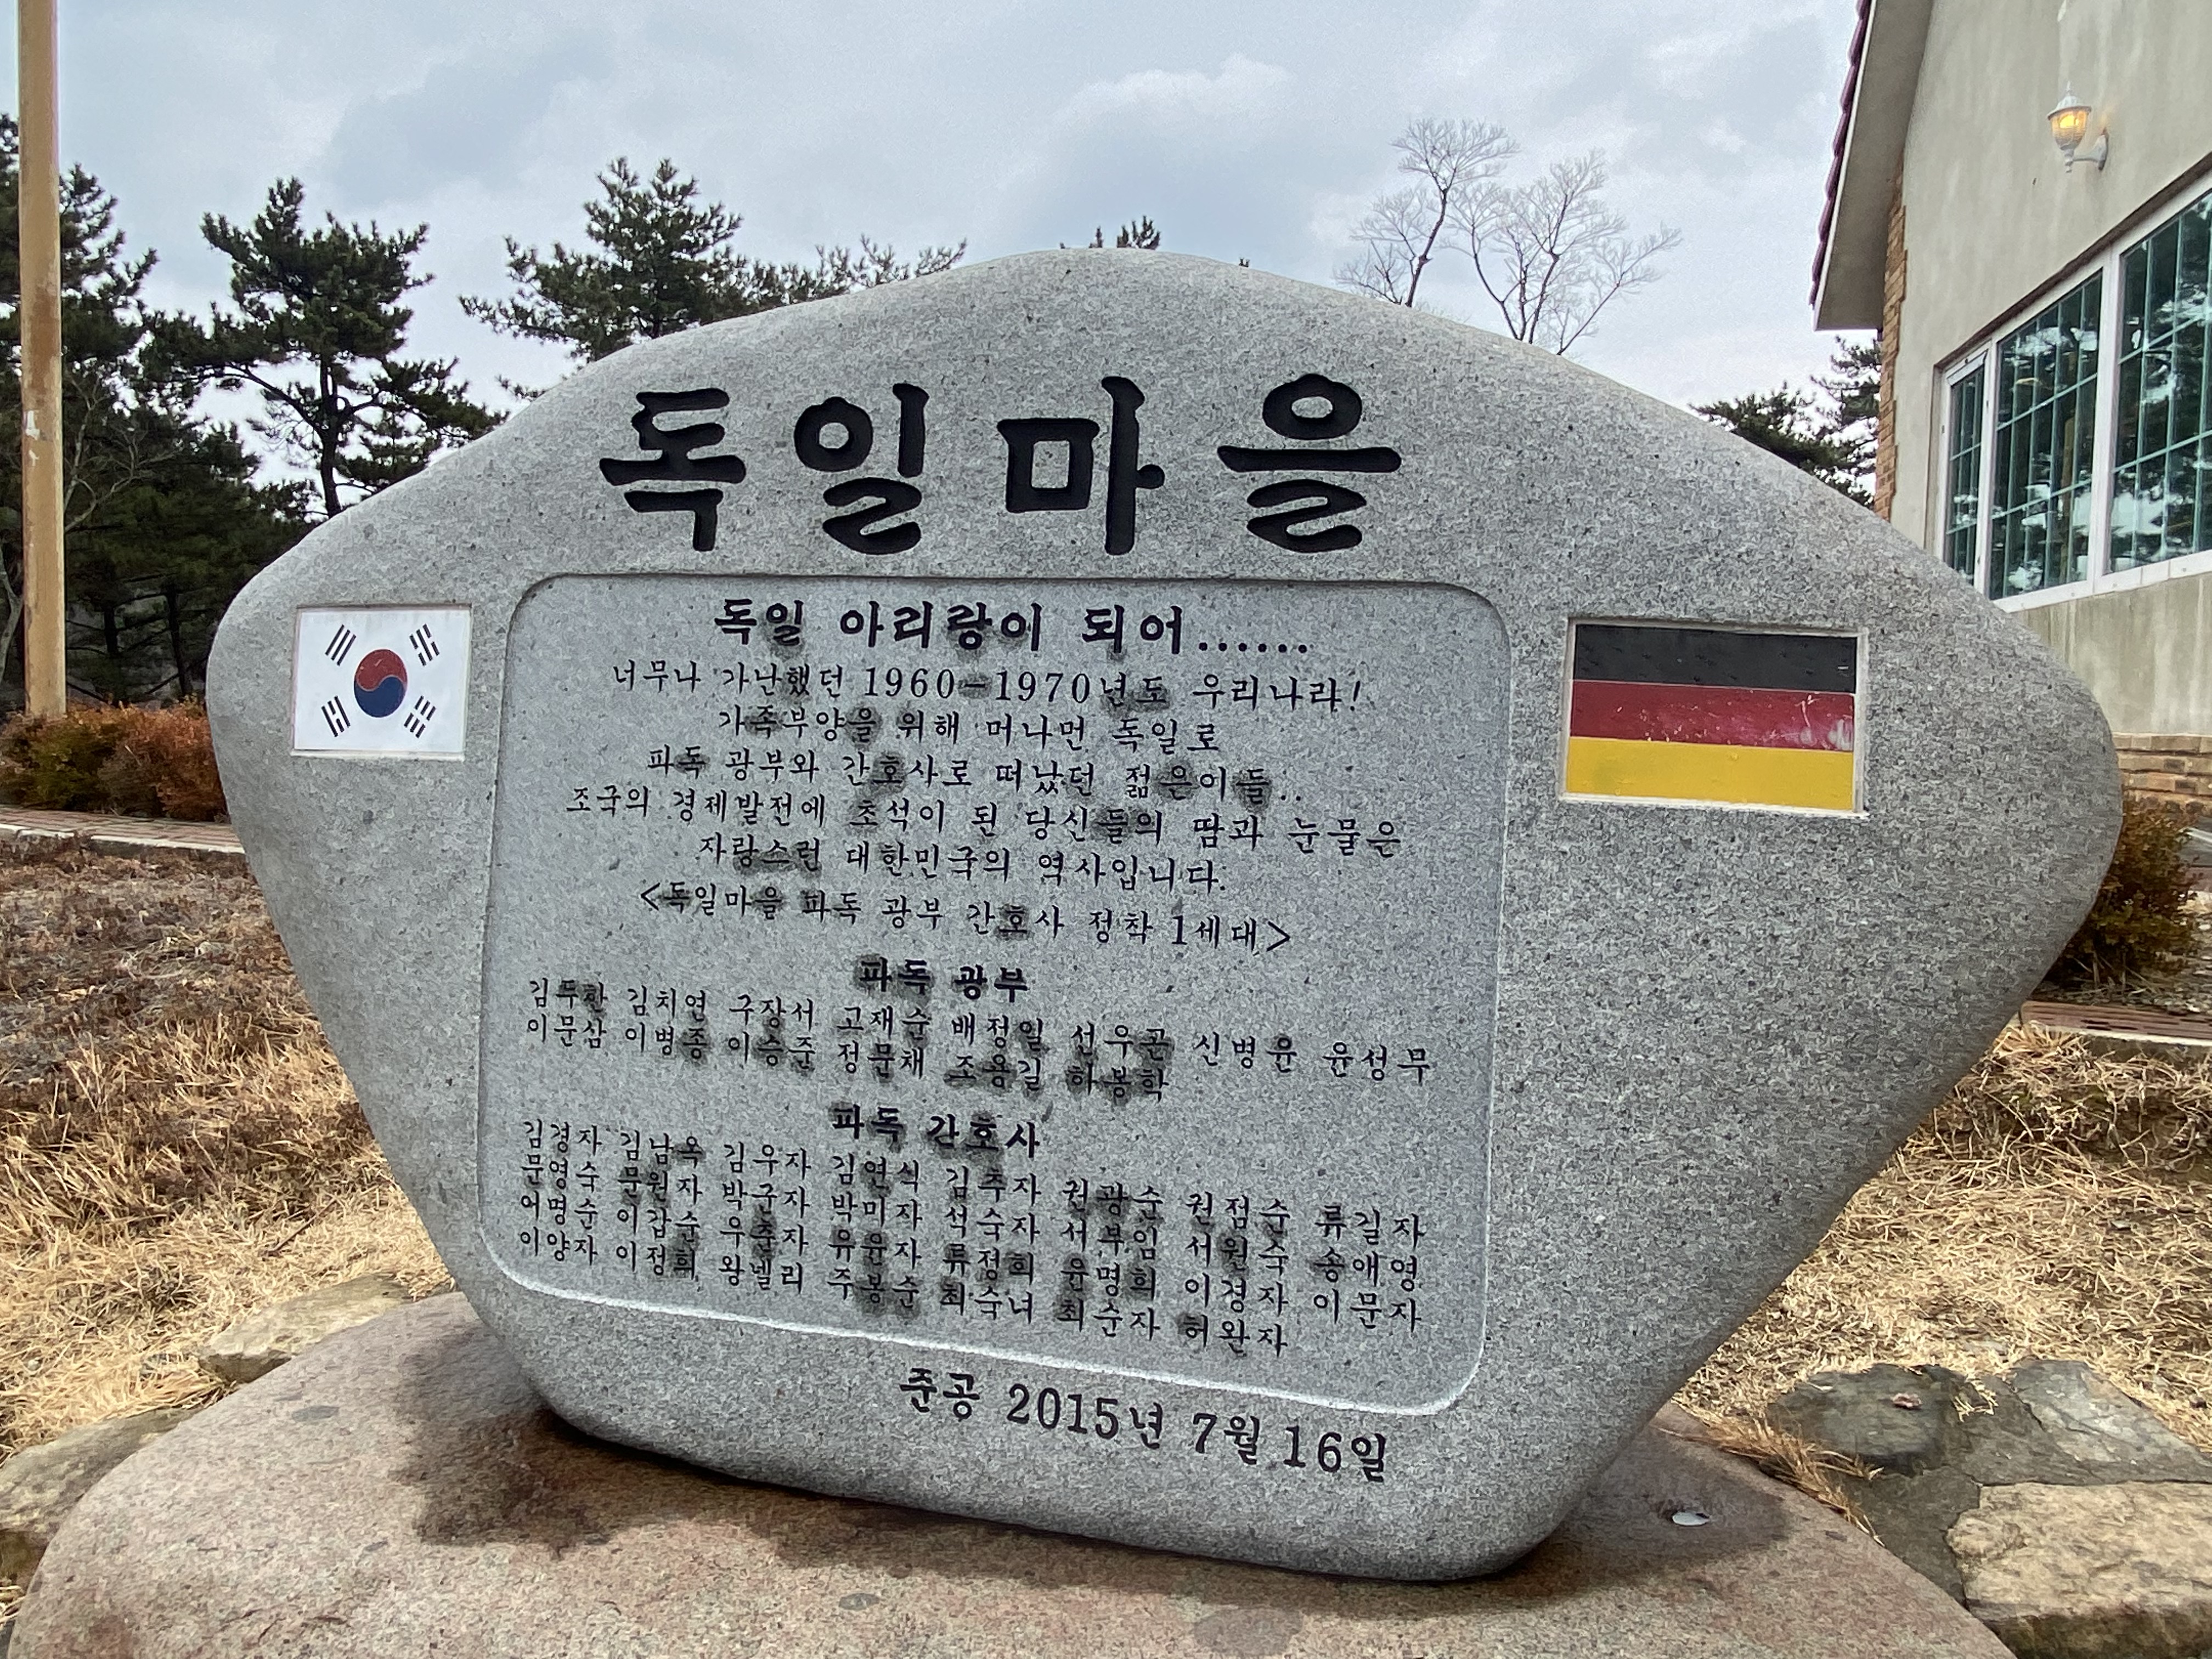 독일마을
독일 아리랑이 되어......
너무나 가난했던 1960-1970년도 우리나라!
가족부양을 위해 머나먼 독일로
파독 광부와 간호사로 떠났던 젊은이들..
조국의 경제발전에 초석이 된 당신들의 땀과 눈물은
자랑스런 대한민국의 역사입니다.
<독일마을 파독 광부 간호사 정착 1세대>
파독 광부
김두한 김치연 구장서 고재순 배정일 선우곤 신병윤 윤성무
이문삼 이병종 이승준 정문채 조용길 하봉학
파독 간호사
김경자 김남옥 김우자 김연식 김주자 권광순 권점순 류길자
문영숙 문원자 박군자 박미자 석숙자 서부임 서원숙 송애영
어명순 이갑순 우춘자 유윤자 류정희 윤명희 이경자 이문자
이양자 이정희 왕넬리 주봉순 최숙녀 최순자 허완자
준공 2015년 7월 16일